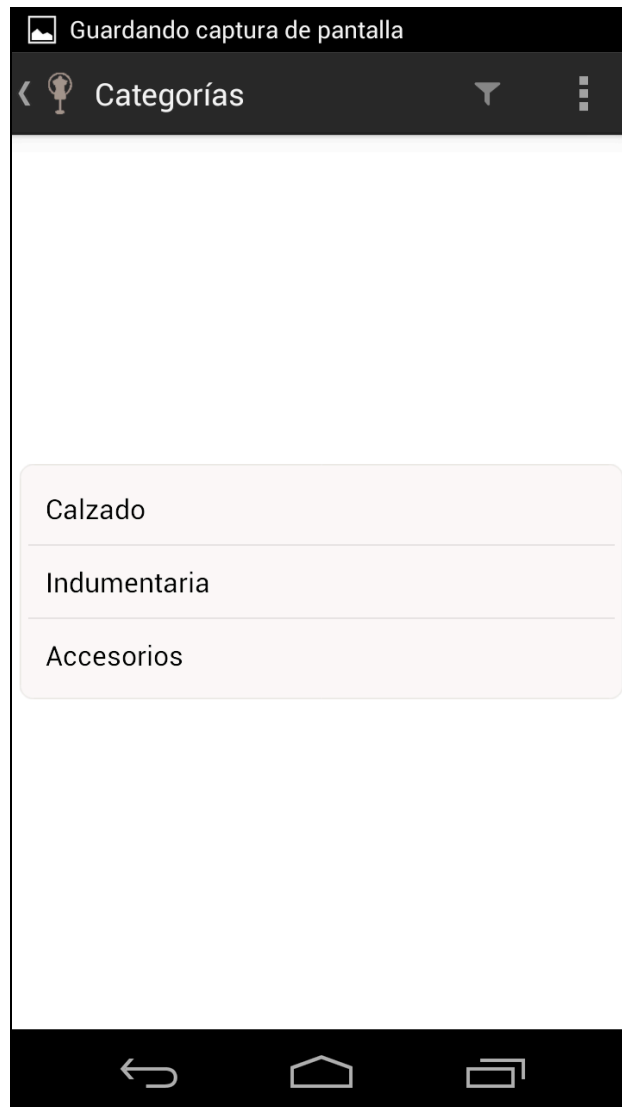 Guardando captura de pantalla
Categorías
Calzado
Indumentaria
Accesorios